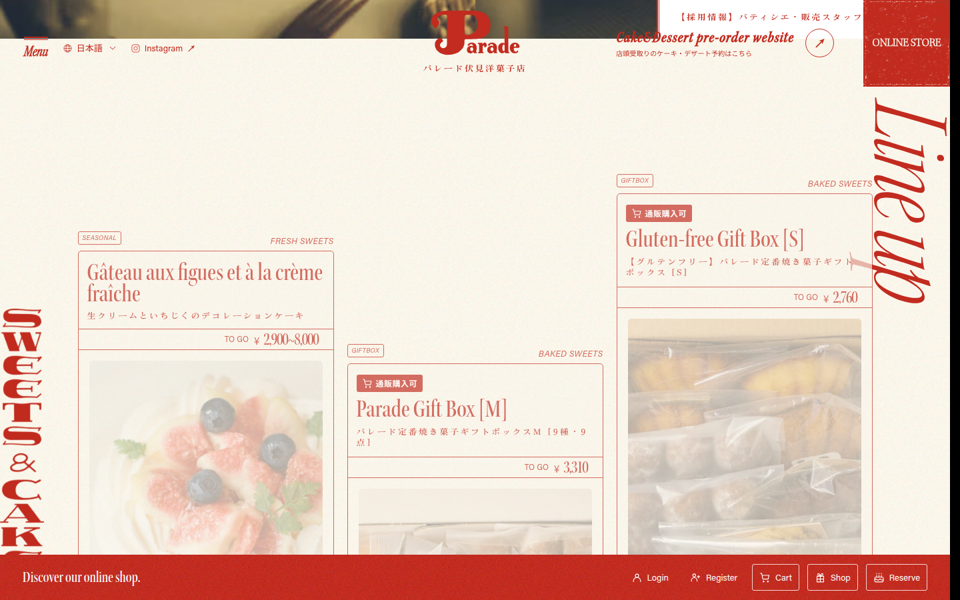 【採用情報】パティシエ・販売スタッフ
Menu
日本語
Instagram
Parade
パレード伏見洋菓子店
Cake&Dessert pre-order website
店頭受取りのケーキ・デザート予約はこちら
ONLINE STORE
Line up
SEASONAL
FRESH SWEETS
Gâteau aux figues et à la crème
fraîche
生クリームといちじくのデコレーションケーキ
TO GO ¥ 2,900~8,000
GIFTBOX
BAKED SWEETS
通販購入可
Parade Gift Box [M]
パレード定番焼き菓子ギフトボックスM [9種・9
点]
TO GO ¥ 3,310
GIFTBOX
BAKED SWEETS
通販購入可
Gluten-free Gift Box [S]
【グルテンフリー】パレード定番焼き菓子ギフト
ボックス [S]
TO GO ¥ 2,760
SWEETS & CAK
Discover our online shop.
Login
Register
Cart
Shop
Reserve